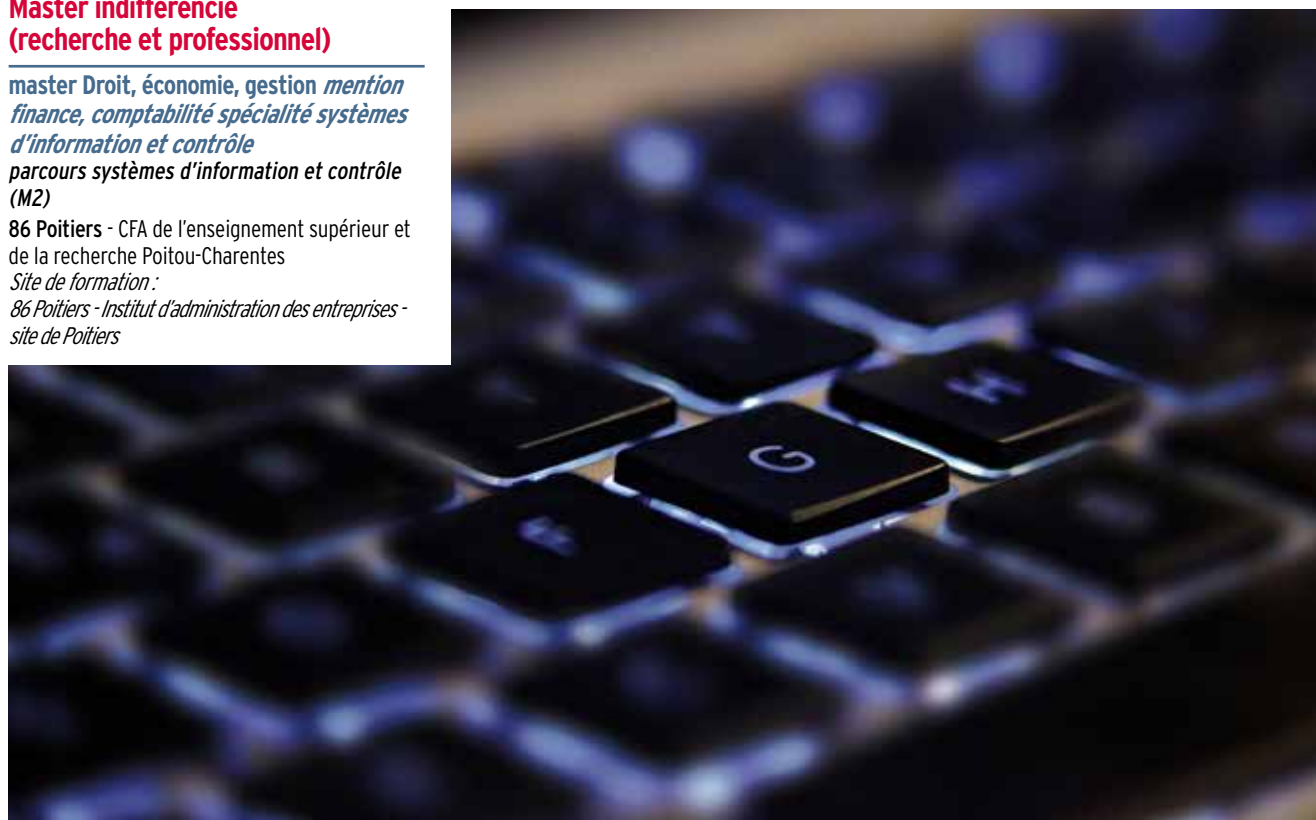 Master indifférencié
(recherche et professionnel)
master Droit, économie, gestion mention
finance, comptabilité spécialité systèmes
d'information et contrôle
parcours systèmes d'information et contrôle
(M2)
86 Poitiers - CFA de l'enseignement supérieur et
de la recherche Poitou-Charentes
Site de formation :
86 Poitiers - Institut d'administration des entreprises -
site de Poitiers
H
G